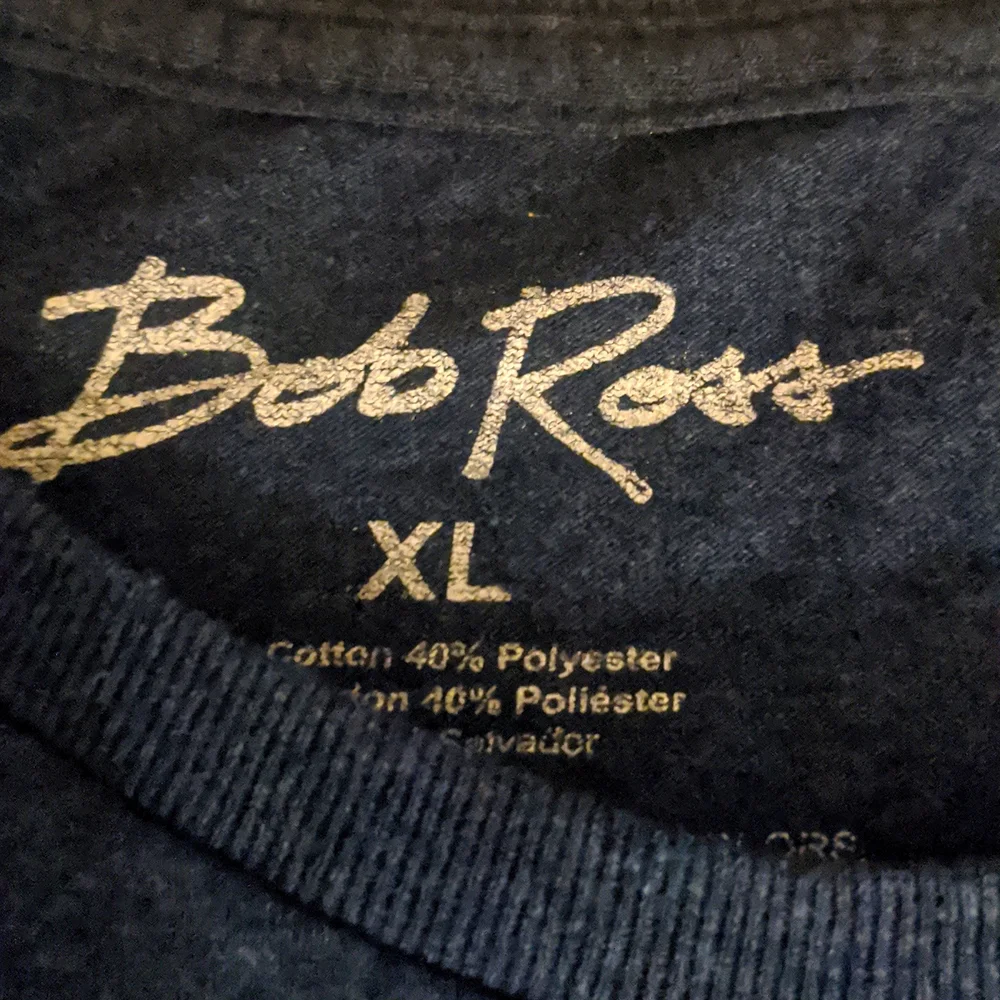 Bob Ross
XL
Cotton 40% Polyester
40% Poliéster
Salvador